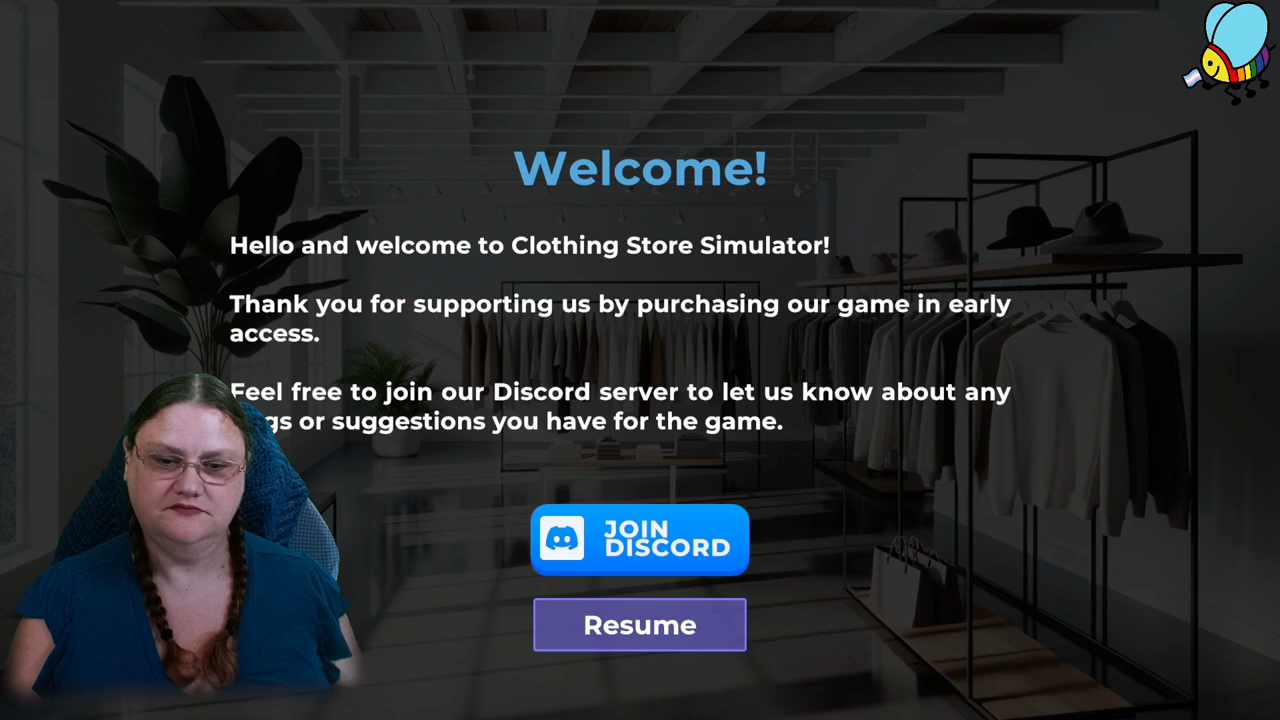 Welcome!
Hello and welcome to Clothing Store Simulator!
Thank you for supporting us by purchasing our game in early
access.
Feel free to join our Discord server to let us know about any
gs or suggestions you have for the game.
JOIN
DISCORD
Resume